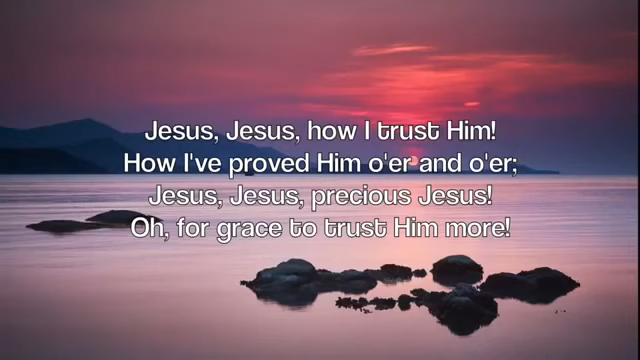 Jesus, Jesus, how I trust Him!
How I've proved Him o'er and o'er;
Jesus, Jesus, precious Jesus!
Oh, for grace to trust Him more!